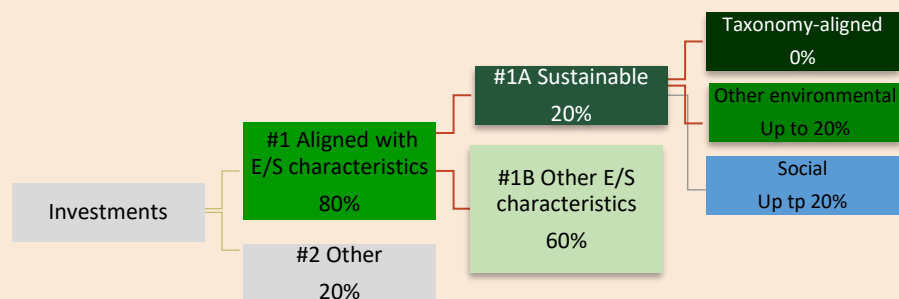 Investments
#1 Aligned with
E/S characteristics
80%
#2 Other
20%
#1A Sustainable
20%
#1B Other E/S
characteristics
60%
Taxonomy-aligned
0%
Other environmental
Up to 20%
Social
Up tp 20%